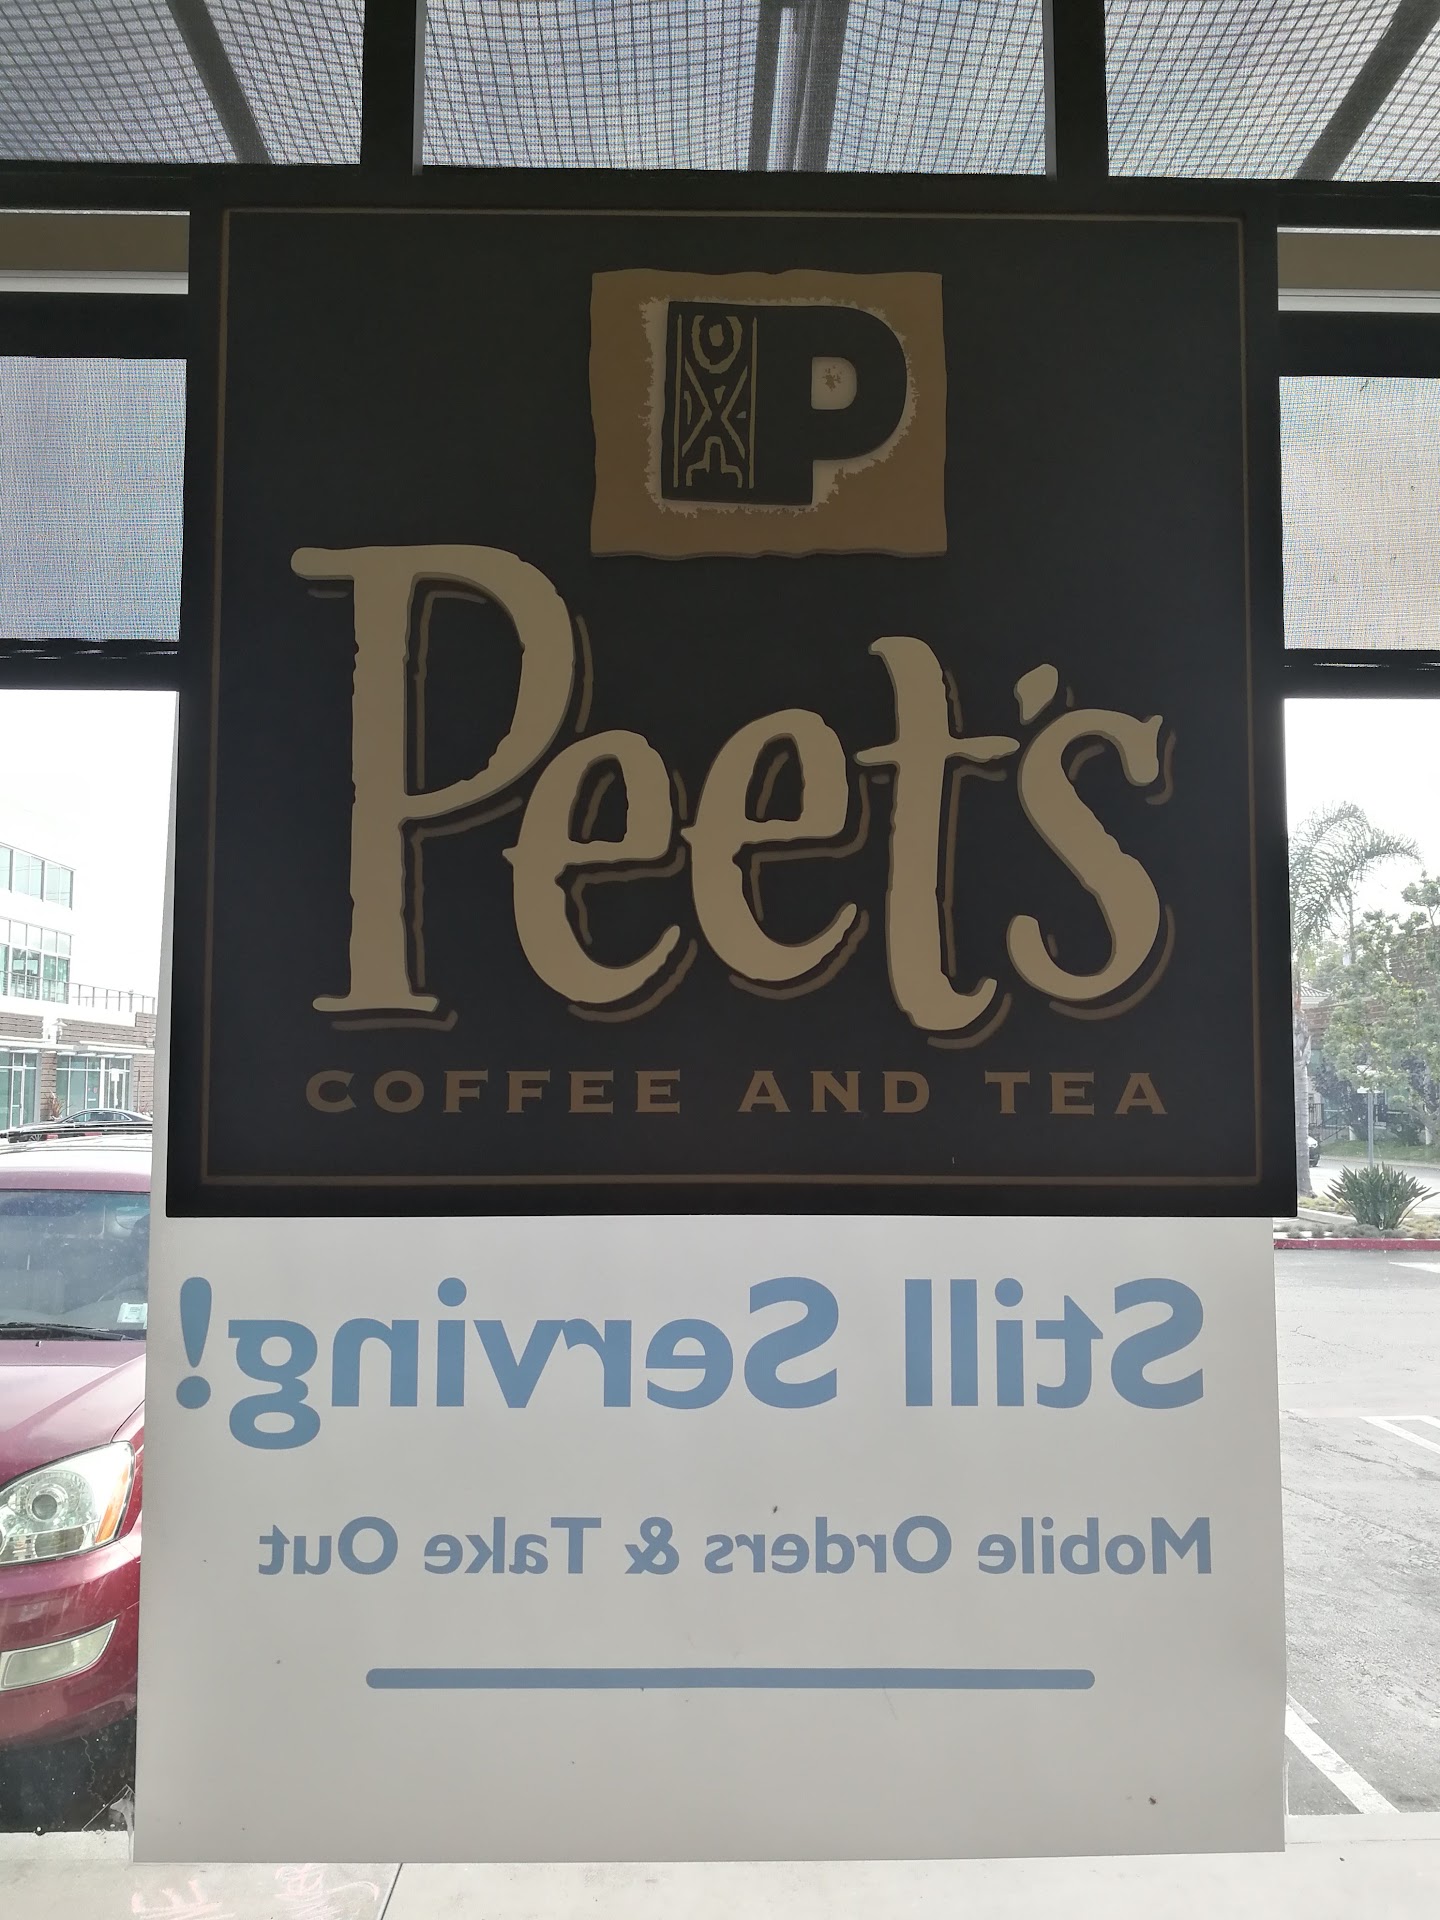 P
Peet's
COFFEE AND TEA
Still Serving!
Mobile Orders & Take Out